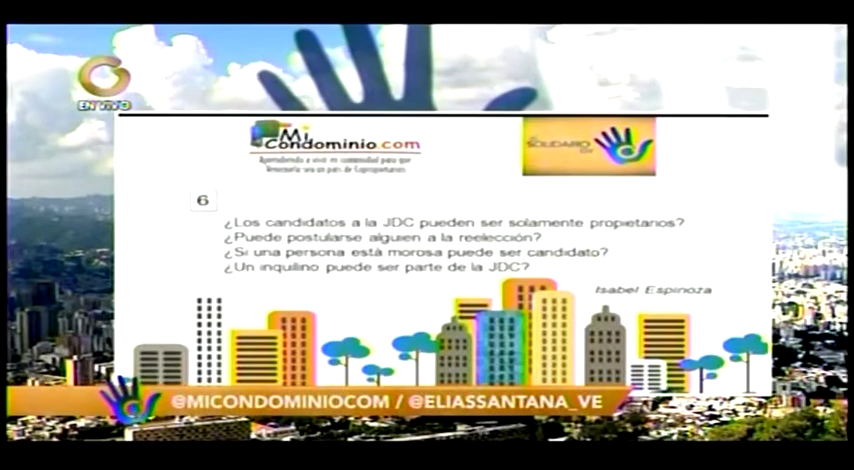 EN VIVO
Mi
Condominio.com
Aprendiendo a vivir en comunidad para que
Venezuela sea un país de Copropietarios
SOLIDARIO
6
¿Los candidatos a la JDC pueden ser solamente propietarios?
¿Puede postularse alguien a la reelección?
¿Si una persona está morosa puede ser candidato?
¿Un inquilino puede ser parte de la JDC?
Isabel Espinoza
@MICONDOMINIOCOM / @ELIASSANTANA_VE